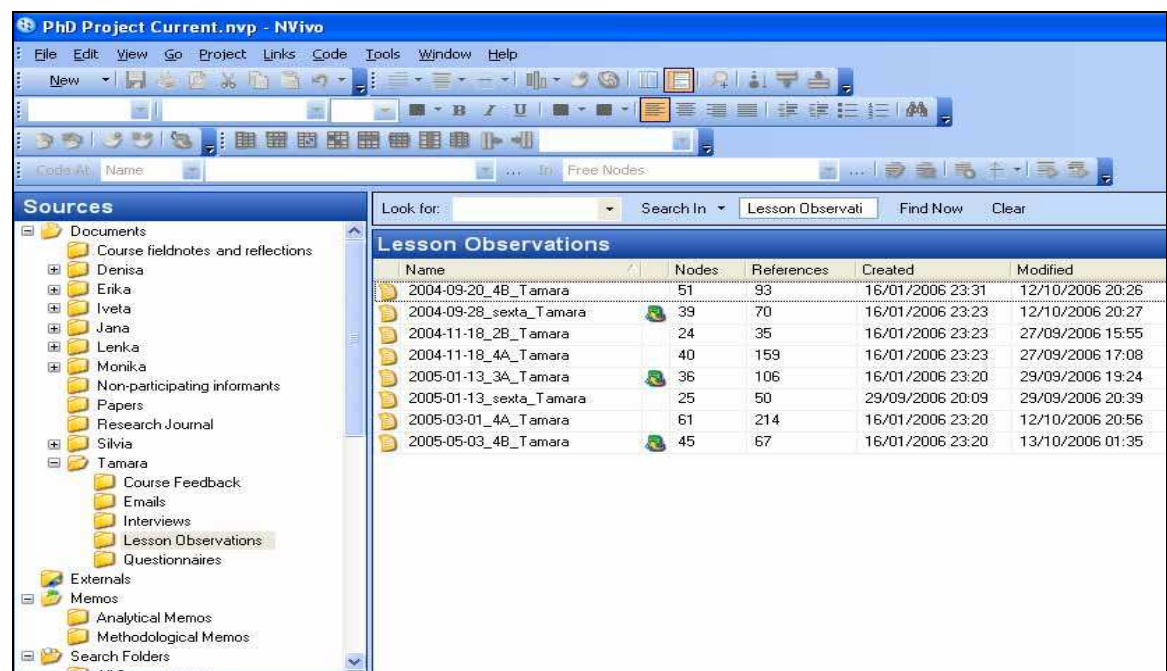 PhD Project Current.nvp - NVivo
File Edit View Go Project Links Code Tools Window Help
New
B I U
Code At Name ... In Free Nodes ...
Sources
Documents
Course fieldnotes and reflections
Denisa
Erika
Iveta
Jana
Lenka
Monika
Non-participating informants
Papers
Research Journal
Silvia
Tamara
Course Feedback
Emails
Interviews
Lesson Observations
Questionnaires
Externals
Memos
Analytical Memos
Methodological Memos
Search Folders
Look for: Search In Lesson Observati Find Now Clear
Lesson Observations
Name Nodes References Created Modified
2004-09-20_4B_Tamara 51 93 16/01/2006 23:31 12/10/2006 20:26
2004-09-28_sexta_Tamara 39 70 16/01/2006 23:23 12/10/2006 20:27
2004-11-18_2B_Tamara 24 35 16/01/2006 23:23 27/09/2006 15:55
2004-11-18_4A_Tamara 40 159 16/01/2006 23:23 27/09/2006 17:08
2005-01-13_3A_Tamara 36 106 16/01/2006 23:20 29/09/2006 19:24
2005-01-13_sexta_Tamara 25 50 29/09/2006 20:09 29/09/2006 20:39
2005-03-01_4A_Tamara 61 214 16/01/2006 23:20 12/10/2006 20:56
2005-05-03_4B_Tamara 45 67 16/01/2006 23:20 13/10/2006 01:35